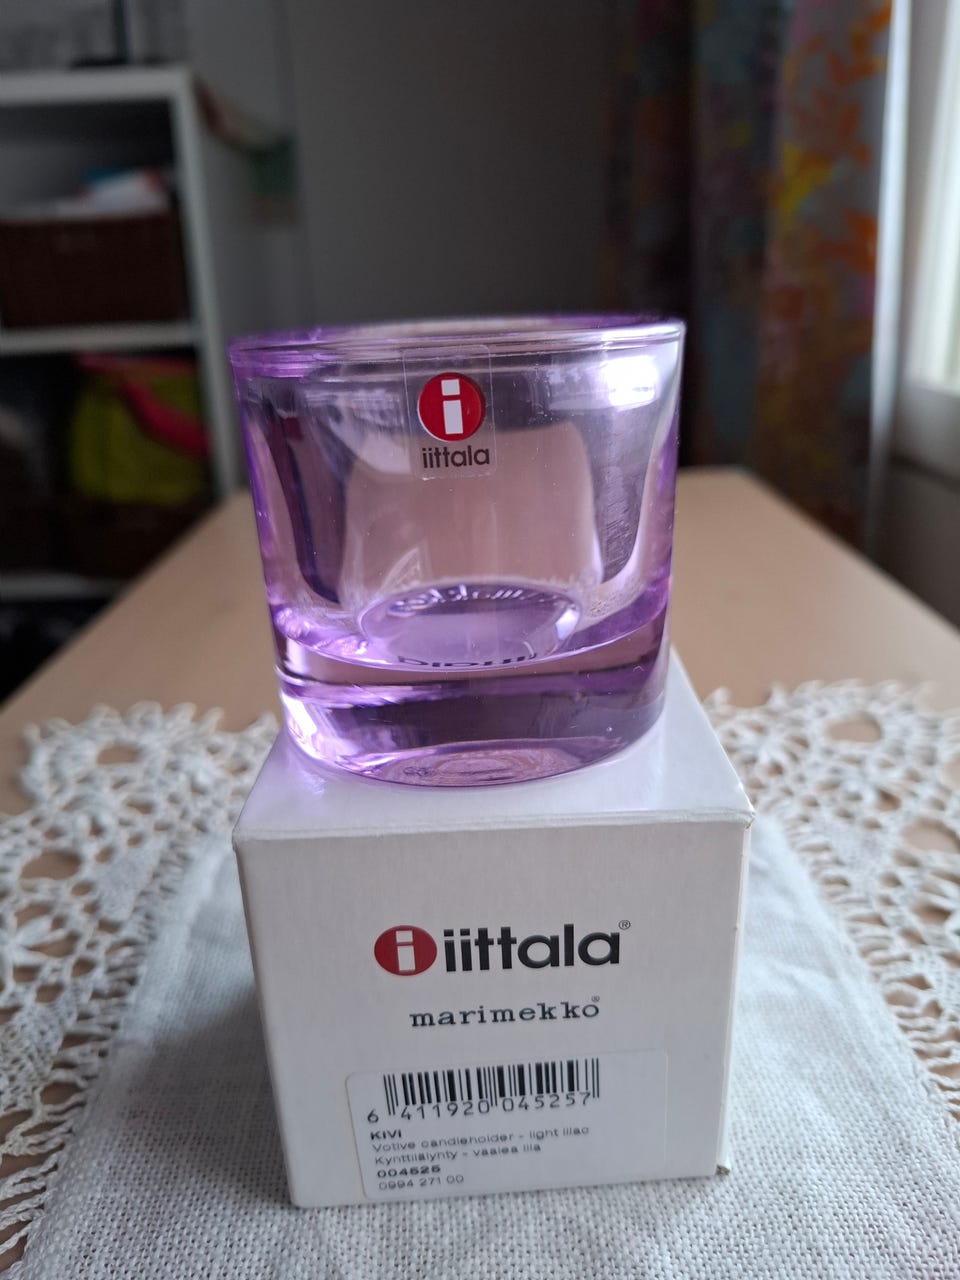 iittala
iittala®
marimekko®
6 411920 045257
KIVI
Votive candleholder - light lilac
Kynttilälyhty - vaalea lila
004525
0994 271 00